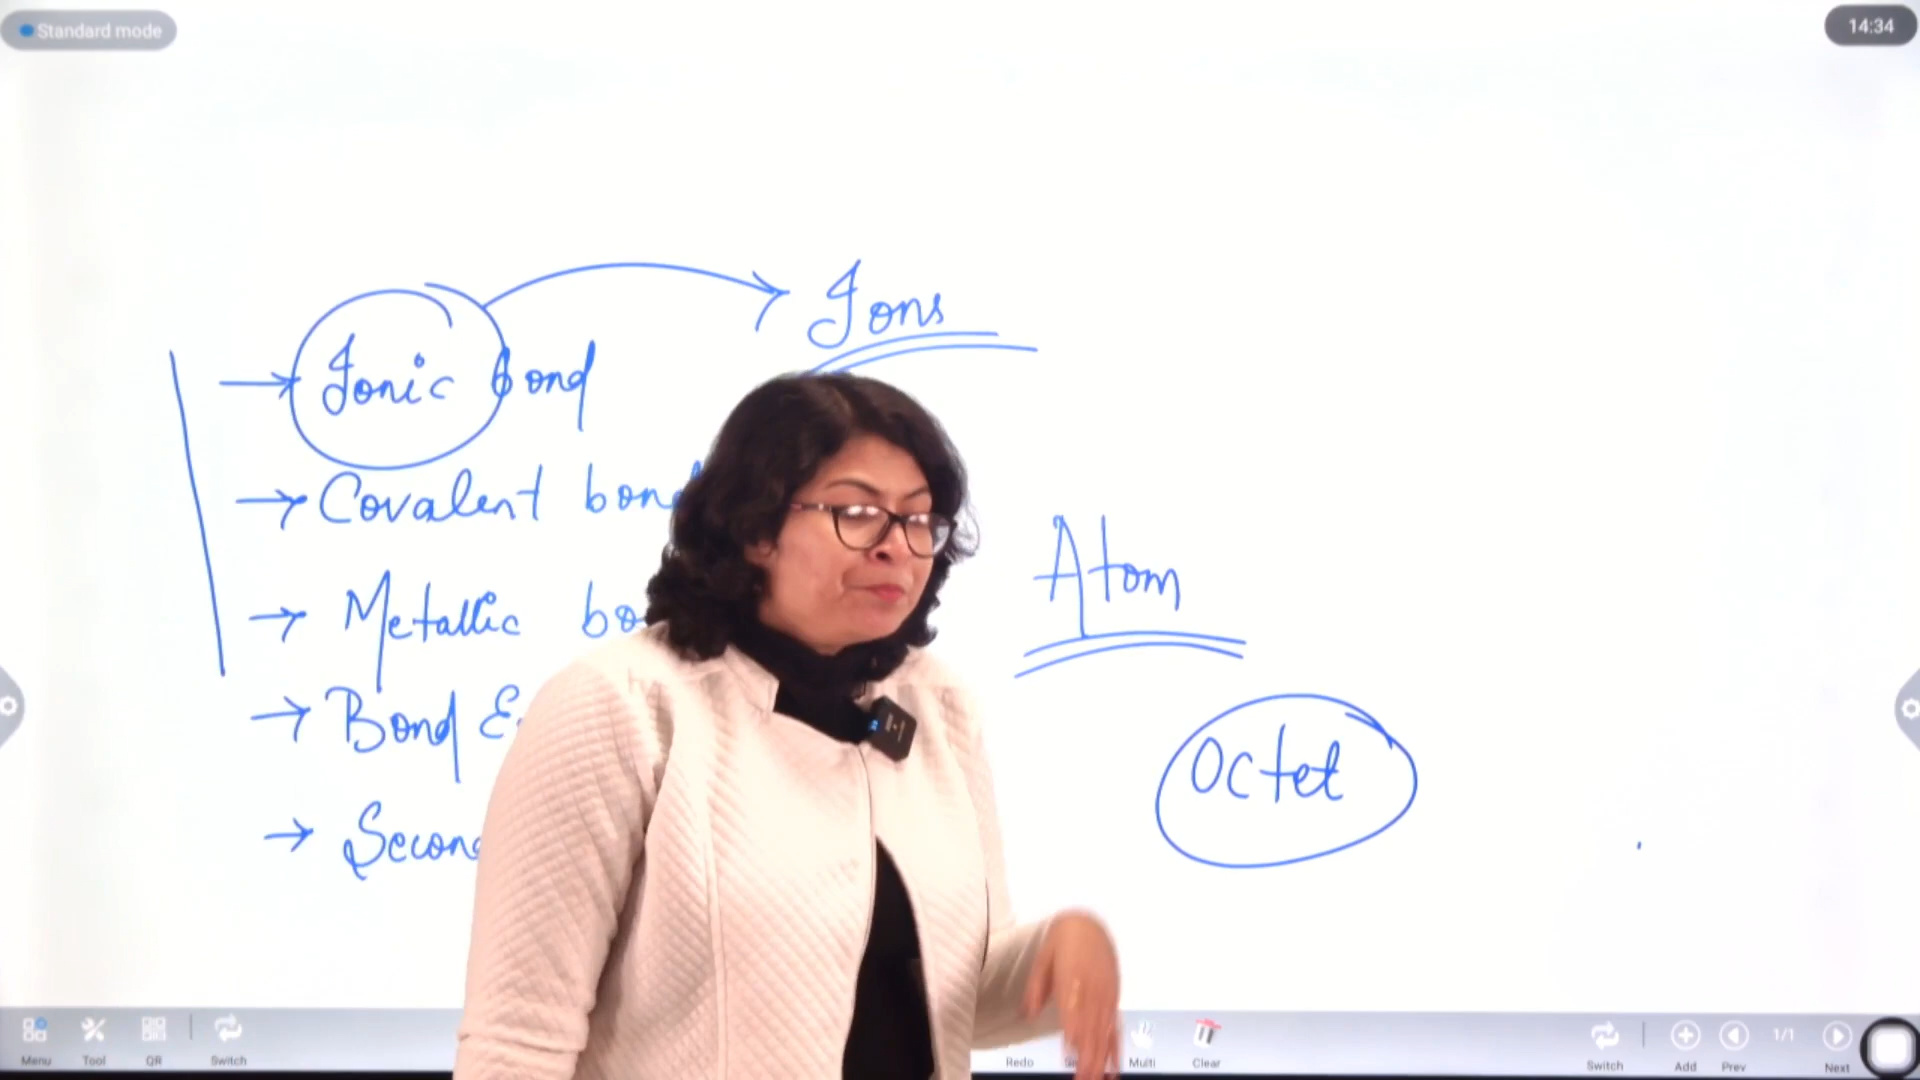 Standard mode
14:34
Ions
→ Ionic bond
→ Covalent bond
→ Metallic
Atom
→ Bond
Octet
→
Menu Tool QR Switch Redo Multi Clear Switch Add Prev 1/1 Next